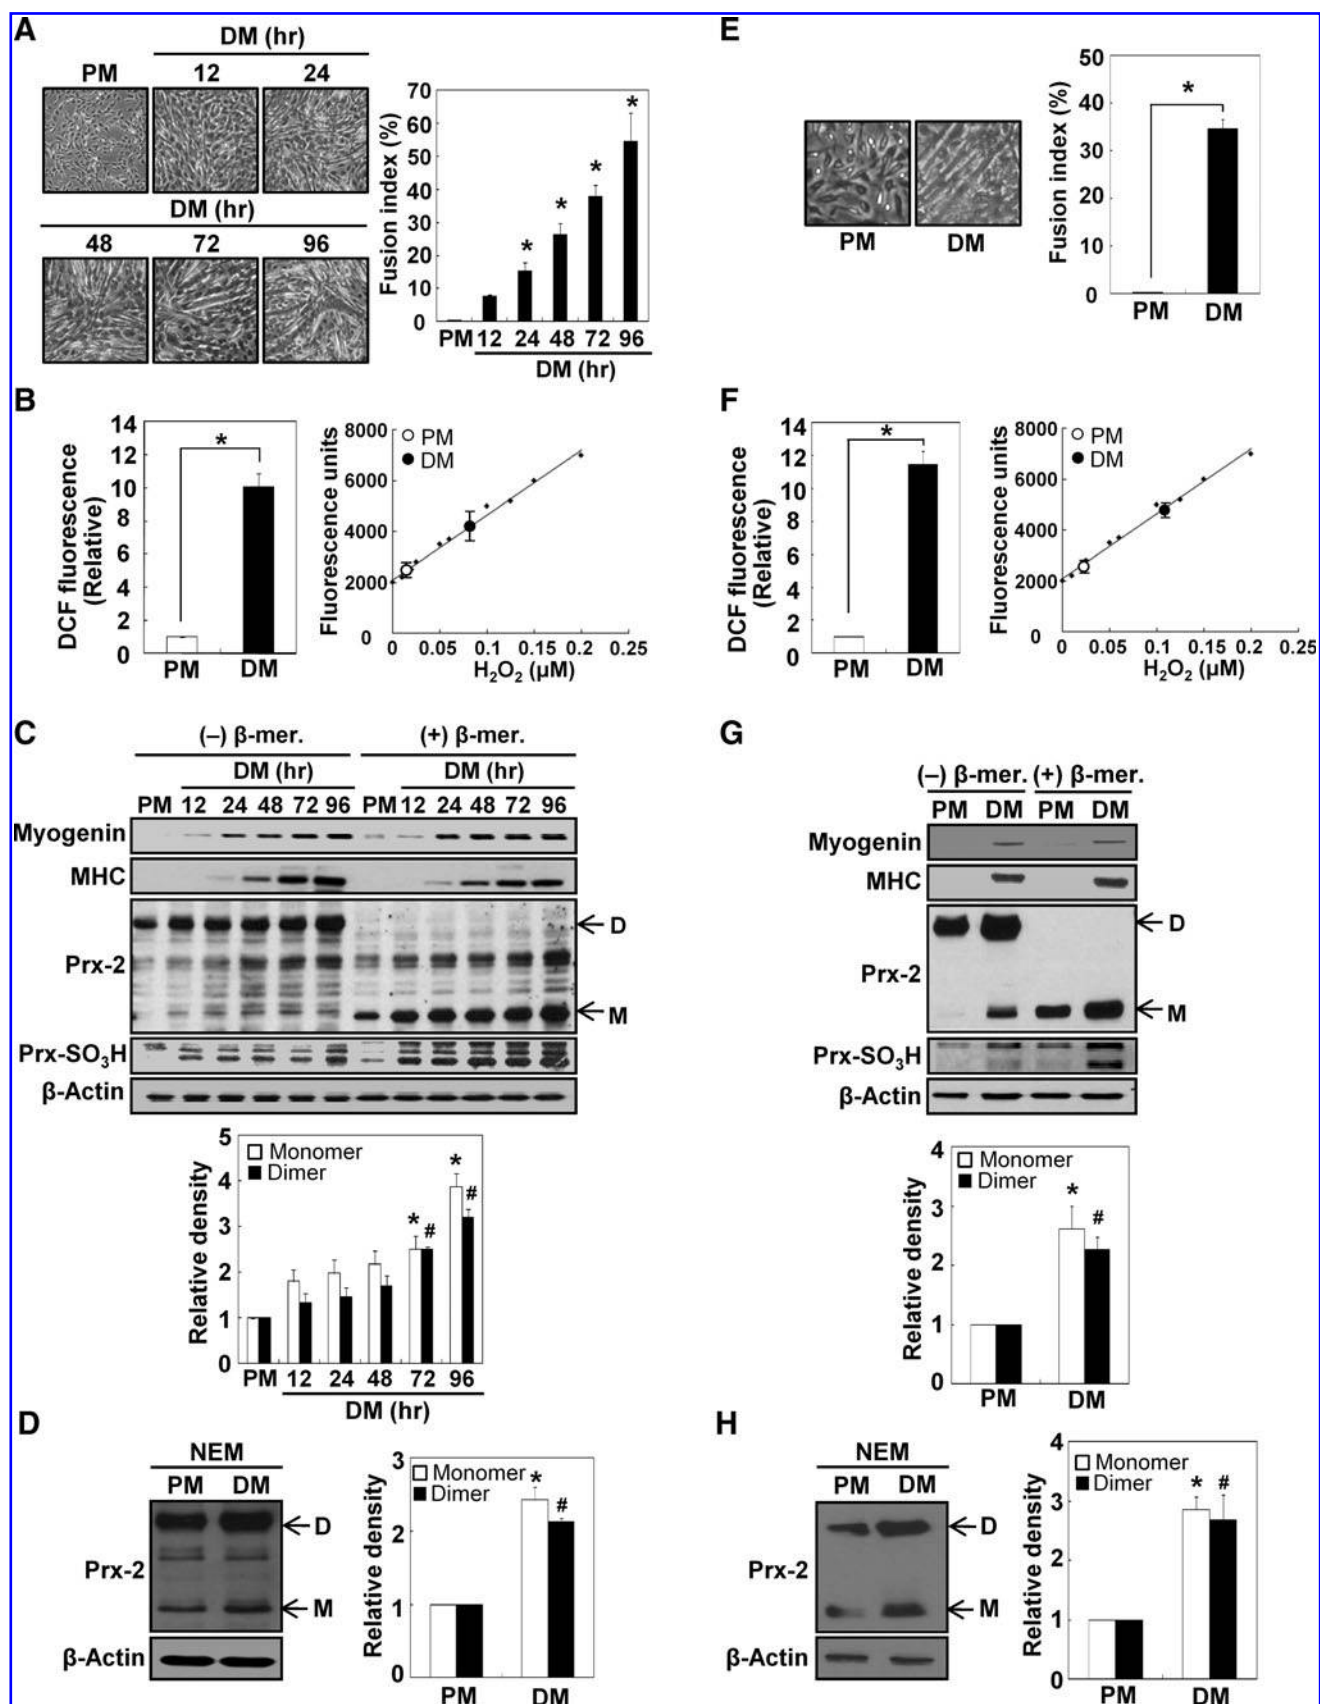 A
DM (hr)
PM 12 24
DM (hr)
48 72 96
Fusion index (%)
70
60
50
40
30
20
10
0
* * * * *
PM 12 24 48 72 96
DM (hr)
E
PM DM
Fusion index (%)
50
40
30
20
10
0
*
PM DM
B
DCF fluorescence
(Relative)
14
12
10
8
6
4
2
0
*
PM DM
Fluorescence units
8000
6000
4000
2000
0
PM
DM
0 0.05 0.1 0.15 0.2 0.25
H₂O₂ (µM)
F
DCF fluorescence
(Relative)
14
12
10
8
6
4
2
0
*
PM DM
Fluorescence units
8000
6000
4000
2000
0
PM
DM
0 0.05 0.1 0.15 0.2 0.25
H₂O₂ (µM)
C
(–) β-mer. (+) β-mer.
DM (hr) DM (hr)
PM 12 24 48 72 96 PM 12 24 48 72 96
Myogenin
MHC
Prx-2
D
M
Prx-SO₃H
β-Actin
Relative density
5
4
3
2
1
0
Monomer
Dimer
* # * #
PM 12 24 48 72 96
DM (hr)
G
(–) β-mer. (+) β-mer.
PM DM PM DM
Myogenin
MHC
Prx-2
D
M
Prx-SO₃H
β-Actin
Relative density
4
3
2
1
0
Monomer
Dimer
* #
PM DM
D
NEM
PM DM
Prx-2
D
M
β-Actin
Relative density
3
2
1
0
Monomer
Dimer
* #
PM DM
H
NEM
PM DM
Prx-2
D
M
β-Actin
Relative density
4
3
2
1
0
Monomer
Dimer
* #
PM DM